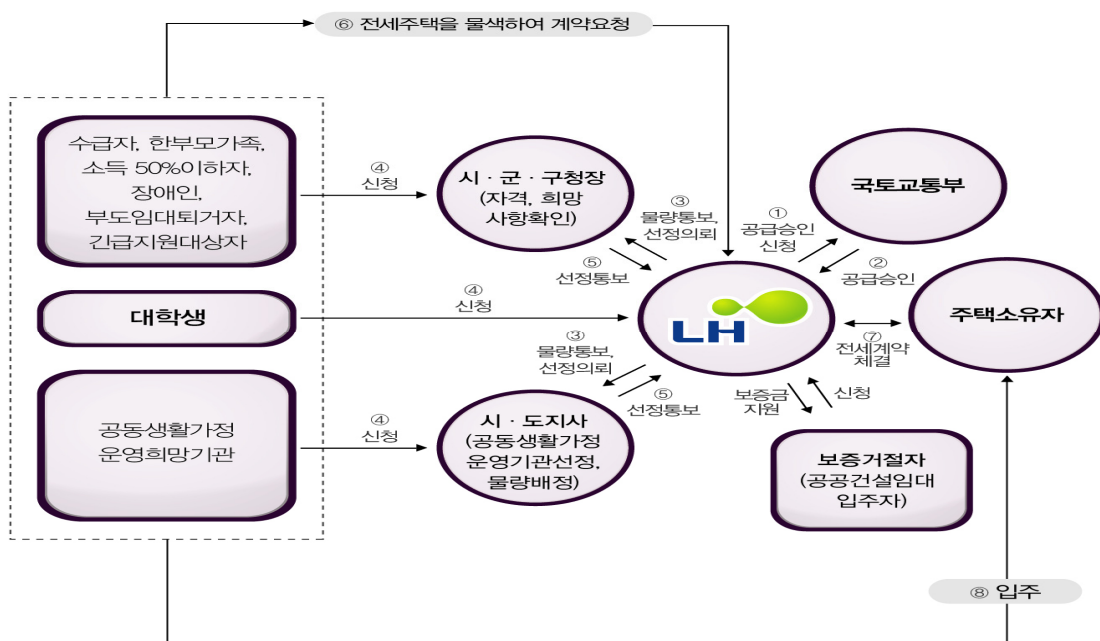 ⑥ 전세주택을 물색하여 계약요청
수급자, 한부모가족,
소득 50%이하자,
장애인,
부도임대퇴거자,
긴급지원대상자
④
신청
시 · 군 · 구청장
(자격, 희망
사항확인)
③
물량통보,
선정의뢰
⑤
선정통보
①
공급승인
신청
국토교통부
②
공급승인
대학생
④
신청
LH
⑦
전세계약
체결
주택소유자
③
물량통보,
선정의뢰
⑤
선정통보
공동생활가정
운영희망기관
④
신청
시 · 도지사
(공동생활가정
운영기관선정,
물량배정)
보증금
지원
신청
보증거절자
(공공건설임대
입주자)
⑧ 입주